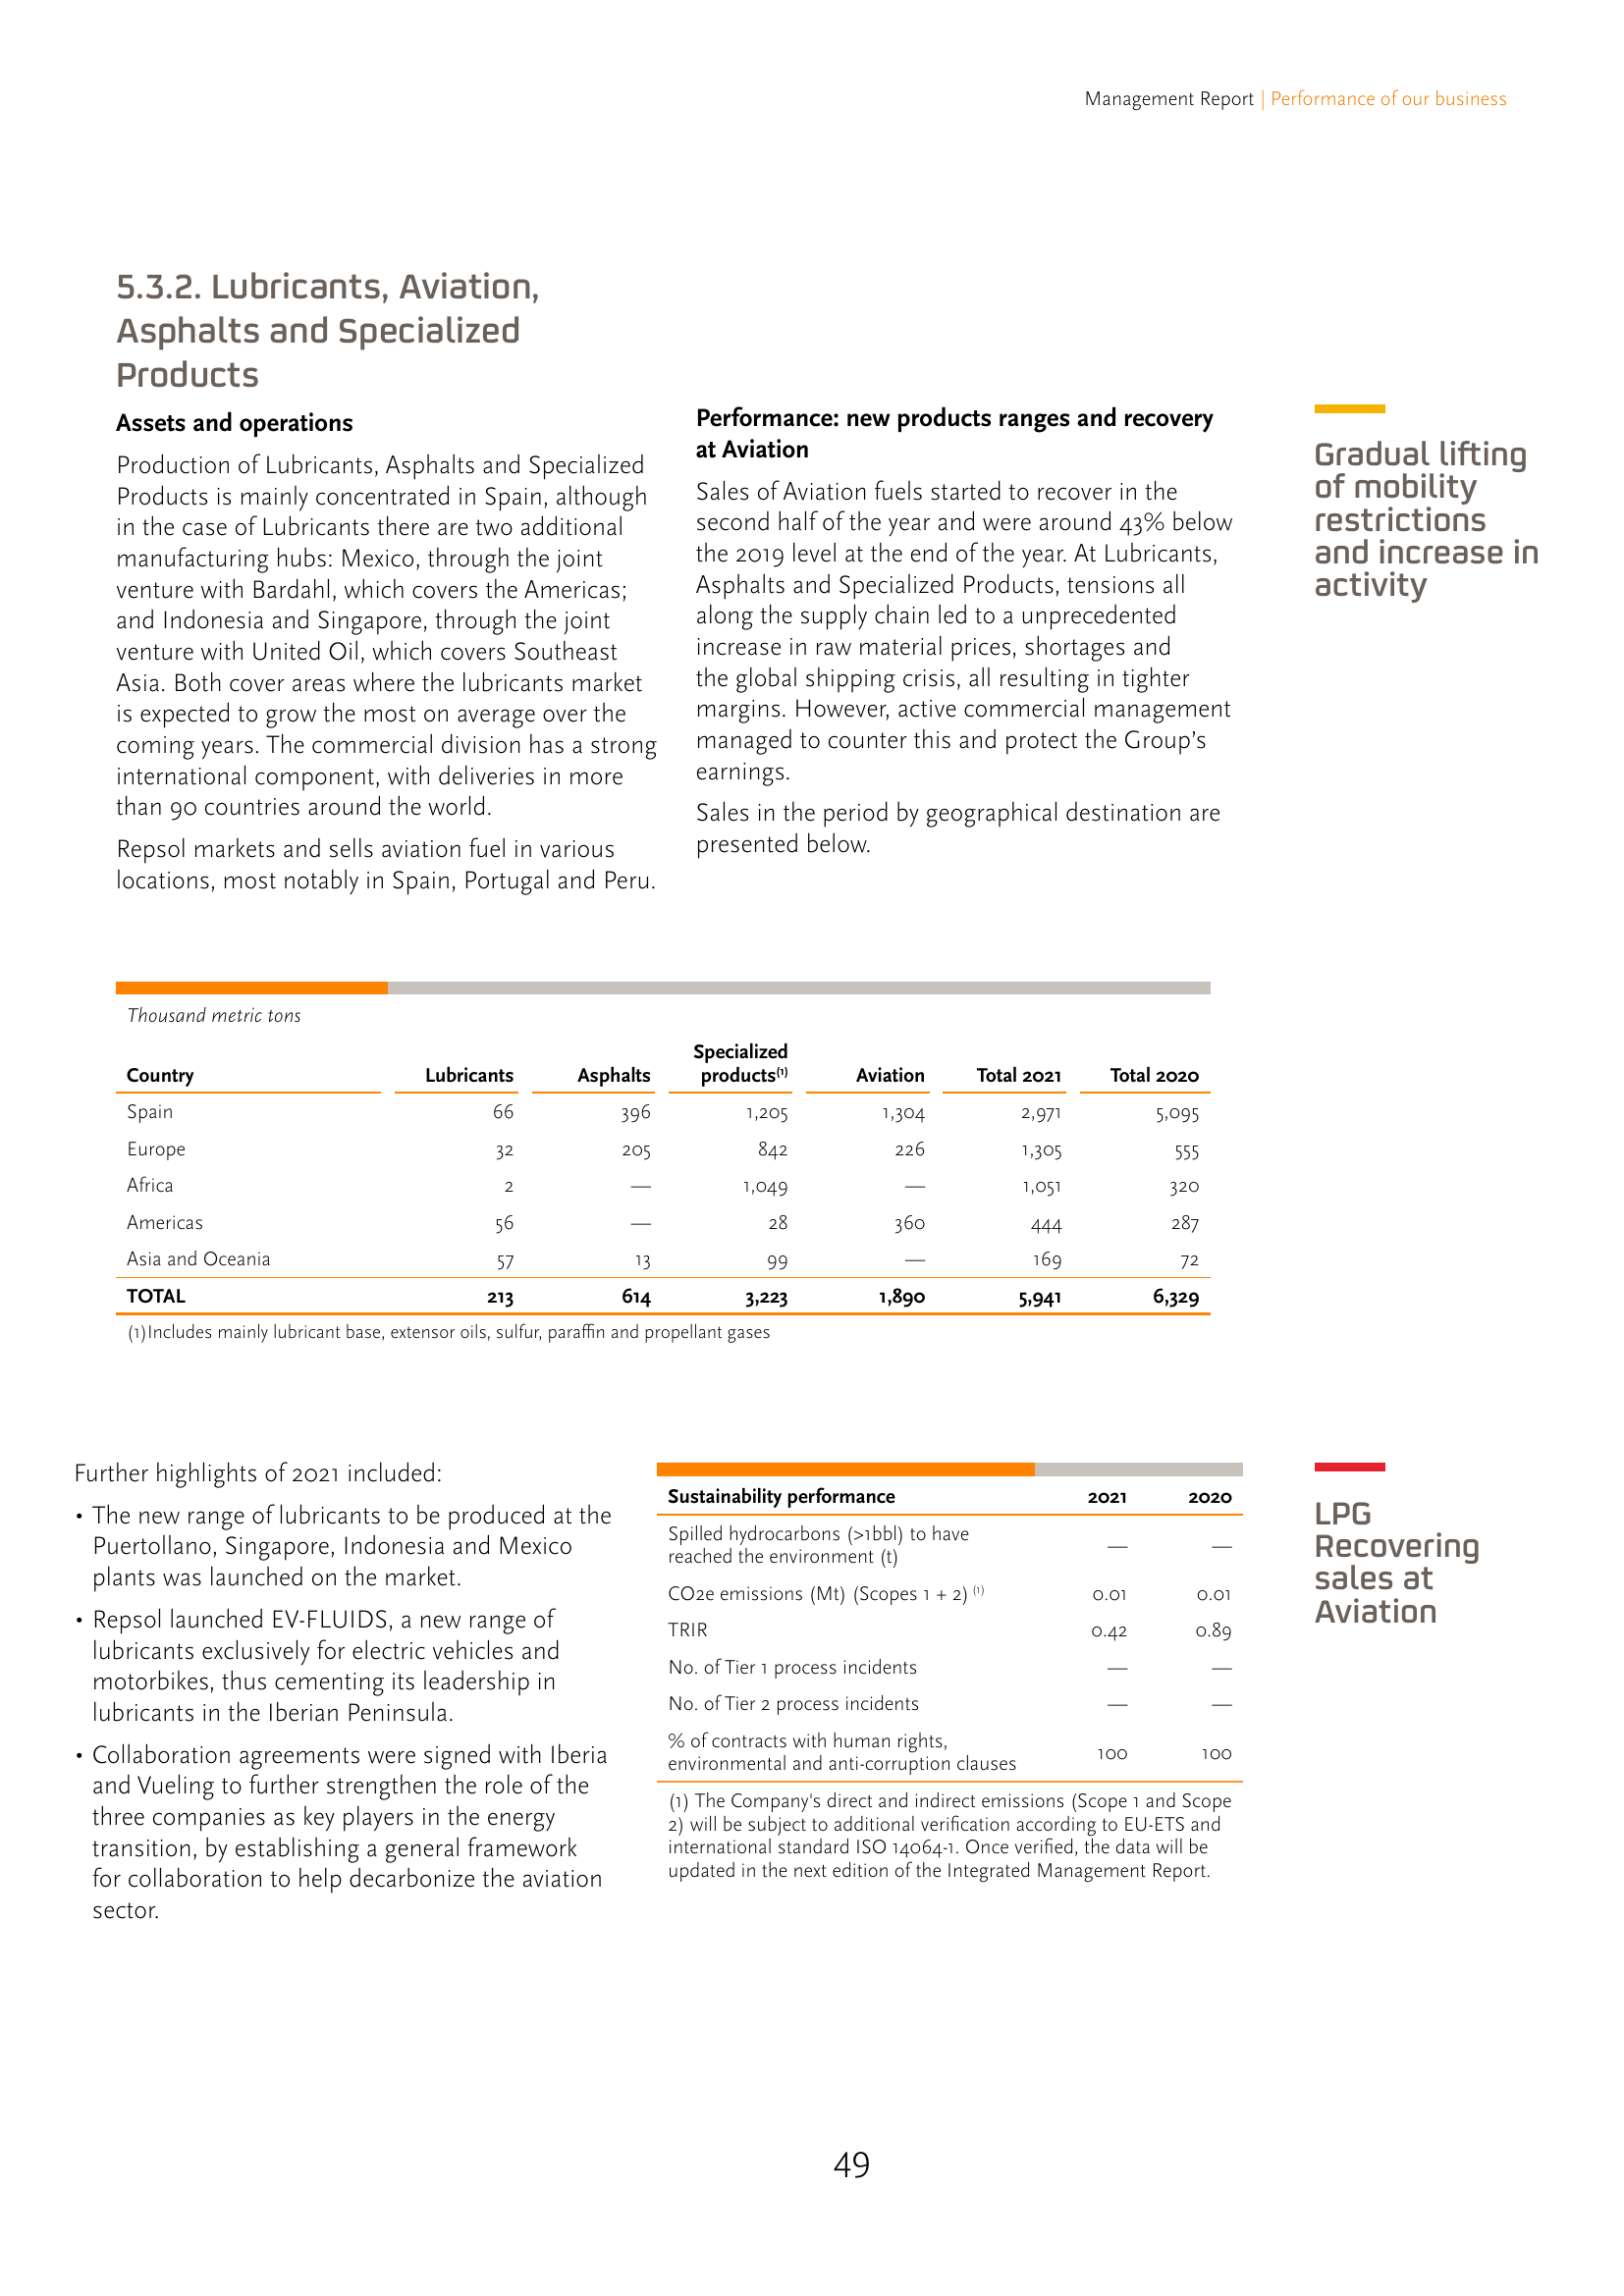 Management Report | Performance of our business
5.3.2. Lubricants, Aviation,
Asphalts and Specialized
Products
Assets and operations
Production of Lubricants, Asphalts and Specialized
Products is mainly concentrated in Spain, although
in the case of Lubricants there are two additional
manufacturing hubs: Mexico, through the joint
venture with Bardahl, which covers the Americas;
and Indonesia and Singapore, through the joint
venture with United Oil, which covers Southeast
Asia. Both cover areas where the lubricants market
is expected to grow the most on average over the
coming years. The commercial division has a strong
international component, with deliveries in more
than 90 countries around the world.
Repsol markets and sells aviation fuel in various
locations, most notably in Spain, Portugal and Peru.
Performance: new products ranges and recovery
at Aviation
Sales of Aviation fuels started to recover in the
second half of the year and were around 43% below
the 2019 level at the end of the year. At Lubricants,
Asphalts and Specialized Products, tensions all
along the supply chain led to a unprecedented
increase in raw material prices, shortages and
the global shipping crisis, all resulting in tighter
margins. However, active commercial management
managed to counter this and protect the Group's
earnings.
Sales in the period by geographical destination are
presented below.
Gradual lifting
of mobility
restrictions
and increase in
activity
Thousand metric tons
Country Lubricants Asphalts Specialized products(1) Aviation Total 2021 Total 2020
Spain 66 396 1,205 1,304 2,971 5,095
Europe 32 205 842 226 1,305 555
Africa 2 — 1,049 — 1,051 320
Americas 56 — 28 360 444 287
Asia and Oceania 57 13 99 — 169 72
TOTAL 213 614 3,223 1,890 5,941 6,329
(1)Includes mainly lubricant base, extensor oils, sulfur, paraffin and propellant gases
Further highlights of 2021 included:
• The new range of lubricants to be produced at the
Puertollano, Singapore, Indonesia and Mexico
plants was launched on the market.
• Repsol launched EV-FLUIDS, a new range of
lubricants exclusively for electric vehicles and
motorbikes, thus cementing its leadership in
lubricants in the Iberian Peninsula.
• Collaboration agreements were signed with Iberia
and Vueling to further strengthen the role of the
three companies as key players in the energy
transition, by establishing a general framework
for collaboration to help decarbonize the aviation
sector.
Sustainability performance 2021 2020
Spilled hydrocarbons (>1bbl) to have
reached the environment (t) — —
CO2e emissions (Mt) (Scopes 1 + 2) (1) 0.01 0.01
TRIR 0.42 0.89
No. of Tier 1 process incidents — —
No. of Tier 2 process incidents — —
% of contracts with human rights,
environmental and anti-corruption clauses 100 100
(1) The Company's direct and indirect emissions (Scope 1 and Scope
2) will be subject to additional verification according to EU-ETS and
international standard ISO 14064-1. Once verified, the data will be
updated in the next edition of the Integrated Management Report.
LPG
Recovering
sales at
Aviation
49